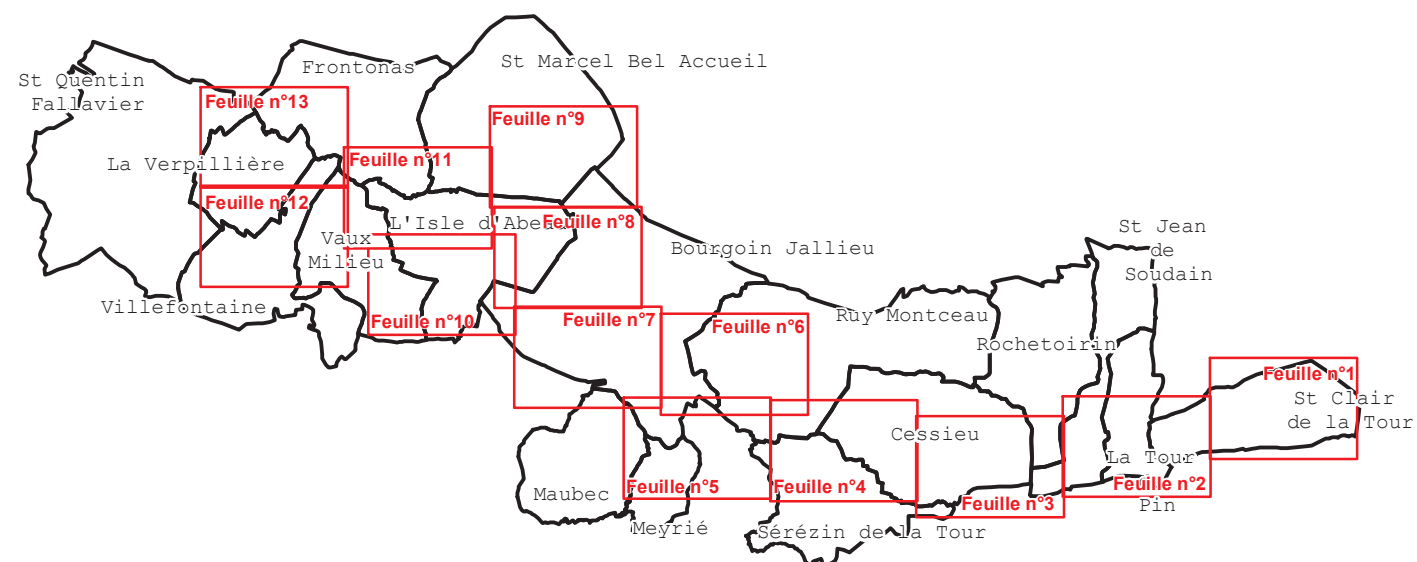 St Quentin
Fallavier
Frontonas
St Marcel Bel Accueil
Feuille n°13
Feuille n°9
La Verpillière
Feuille n°11
Feuille n°12
L'Isle d'Abeau
Feuille n°8
Vaux
Milieu
Bourgoin Jallieu
St Jean
de
Soudain
Villefontaine
Feuille n°10
Feuille n°7
Feuille n°6
Ruy Montceau
Rochetoirin
Feuille n°1
St Clair
de la Tour
Cessieu
La Tour
Feuille n°2
Pin
Maubec
Feuille n°5
Feuille n°4
Feuille n°3
Meyrié
Sérézin de la Tour